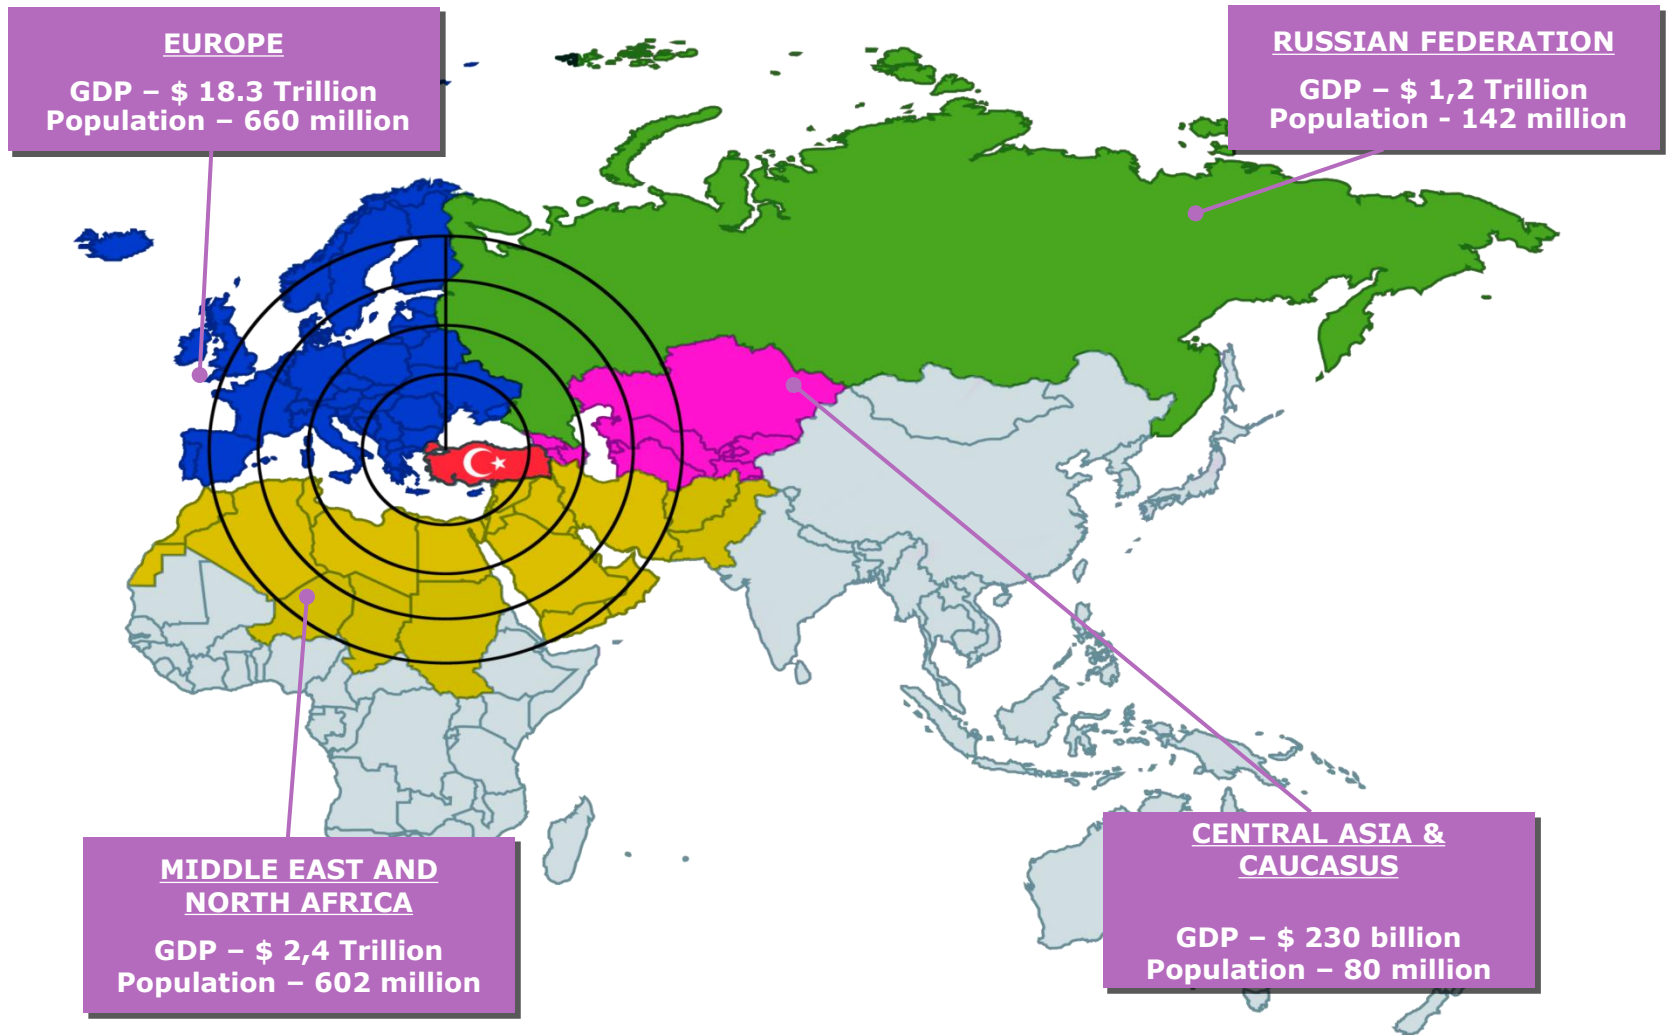 EUROPE
GDP – $ 18.3 Trillion
Population – 660 million
RUSSIAN FEDERATION
GDP – $ 1,2 Trillion
Population - 142 million
MIDDLE EAST AND
NORTH AFRICA
GDP – $ 2,4 Trillion
Population – 602 million
CENTRAL ASIA &
CAUCASUS
GDP – $ 230 billion
Population – 80 million